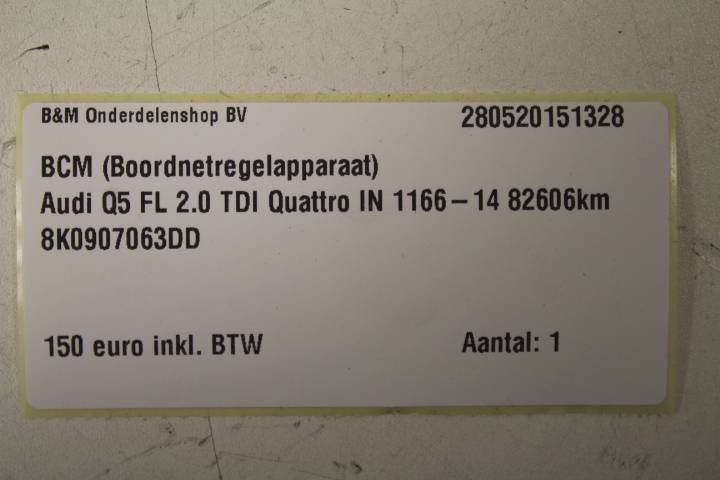 B&M Onderdelenshop BV 280520151328
BCM (Boordnetregelapparaat)
Audi Q5 FL 2.0 TDI Quattro IN 1166-14 82606km
8K0907063DD
150 euro inkl. BTW Aantal: 1